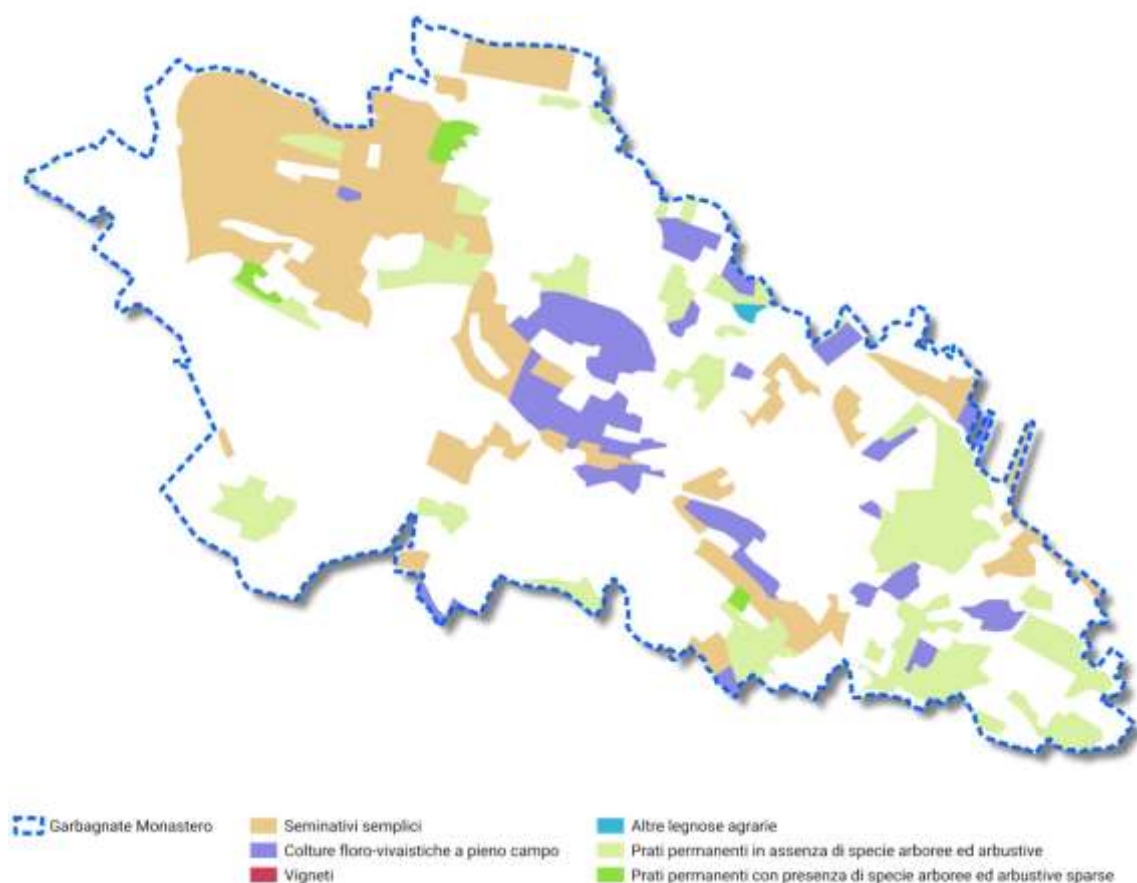 Garbagnate Monastero
Seminativi semplici
Colture floro-vivaistiche a pieno campo
Vigneti
Altre legnose agrarie
Prati permanenti in assenza di specie arboree ed arbustive
Prati permanenti con presenza di specie arboree ed arbustive sparse